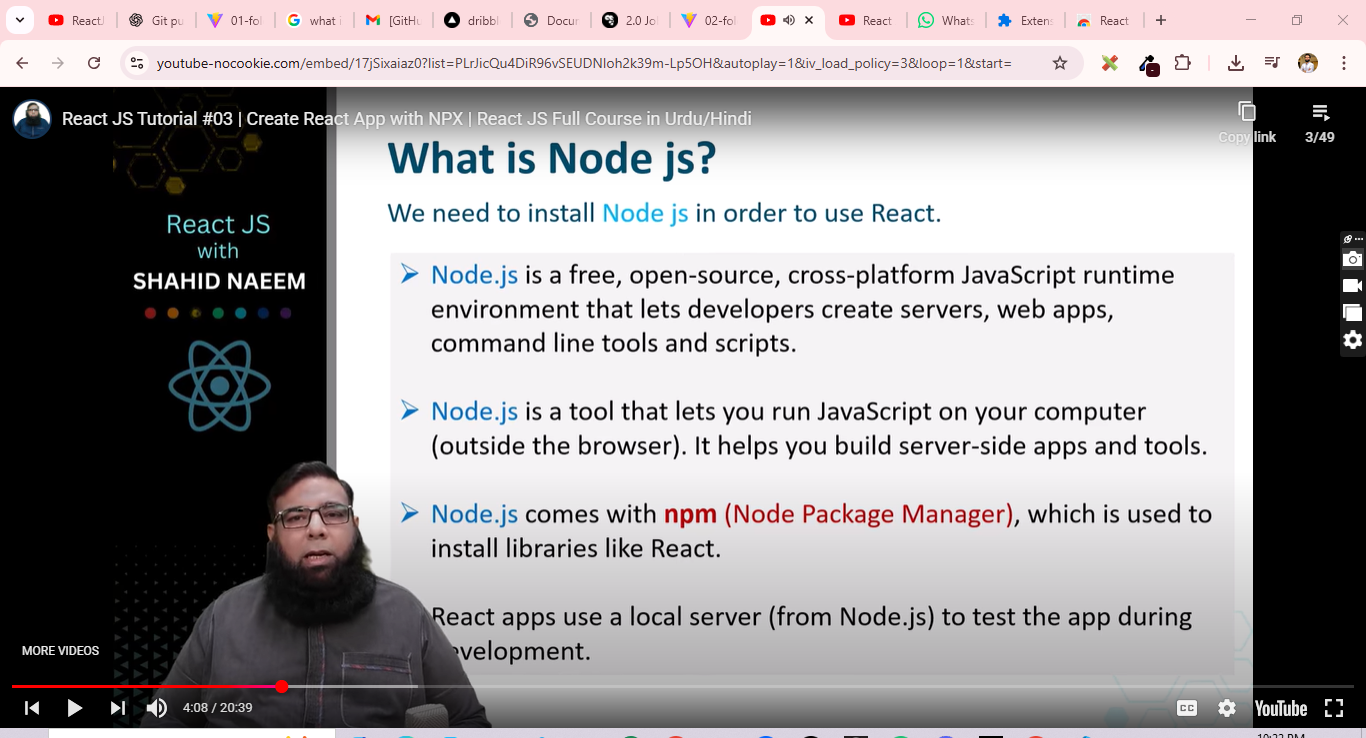 ReactJ
Git pu
01-fol
what i
[GitHu
dribbl
Docur
2.0 Jo
02-fol
React
Whats
Extens
React
youtube-nocookie.com/embed/17jSixaiaz0?list=PLrJicQu4DiR96vSEUDNIoh2k39m-Lp5OH&autoplay=1&iv_load_policy=3&loop=1&start=
React JS Tutorial #03 | Create React App with NPX | React JS Full Course in Urdu/Hindi
Copy link
3/49
React JS
with
SHAHID NAEEM
What is Node js?
We need to install Node js in order to use React.
Node.js is a free, open-source, cross-platform JavaScript runtime
environment that lets developers create servers, web apps,
command line tools and scripts.
Node.js is a tool that lets you run JavaScript on your computer
(outside the browser). It helps you build server-side apps and tools.
Node.js comes with npm (Node Package Manager), which is used to
install libraries like React.
React apps use a local server (from Node.js) to test the app during
evelopment.
MORE VIDEOS
4:08 / 20:39
CC
YouTube